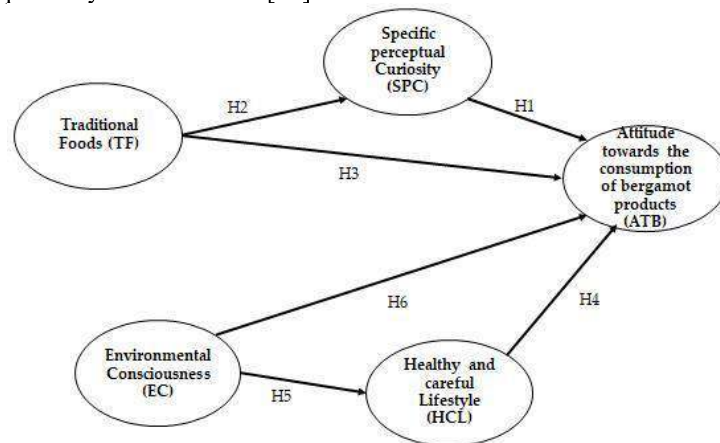 Specific
perceptual
Curiosity
(SPC)
H2
H1
Traditional
Foods (TF)
Attitude
towards the
consumption
of bergamot
products
(ATB)
H3
H6
H4
Environmental
Consciousness
(EC)
H5
Healthy and
careful
Lifestyle
(HCL)